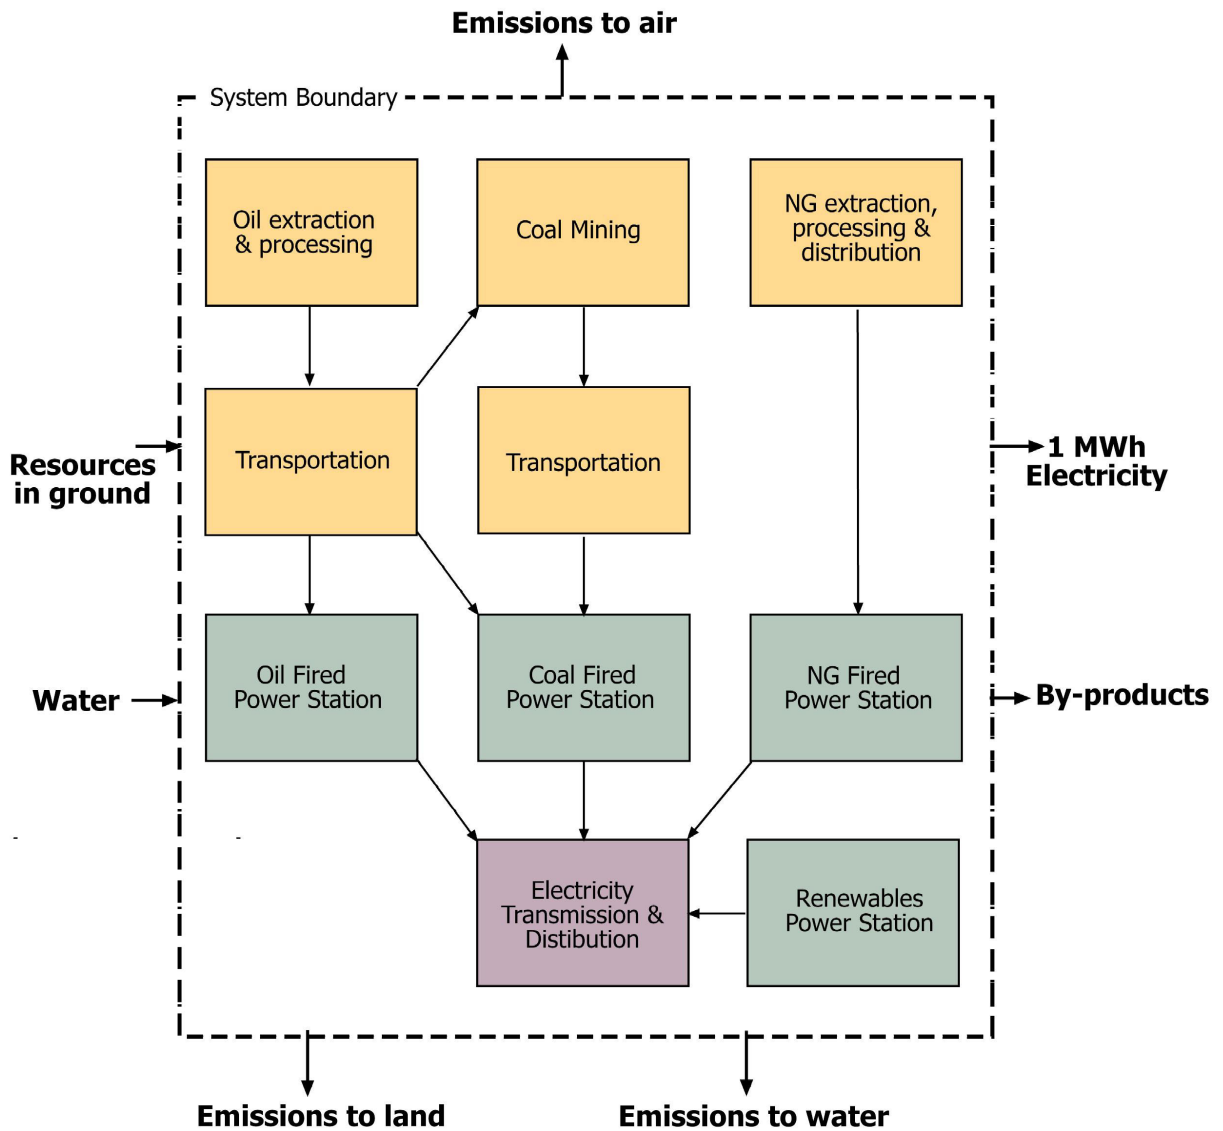 Emissions to air
System Boundary
Oil extraction
& processing
Coal Mining
NG extraction,
processing &
distribution
Resources
in ground
Transportation
Transportation
1 MWh
Electricity
Water
Oil Fired
Power Station
Coal Fired
Power Station
NG Fired
Power Station
By-products
Electricity
Transmission &
Distibution
Renewables
Power Station
Emissions to land
Emissions to water